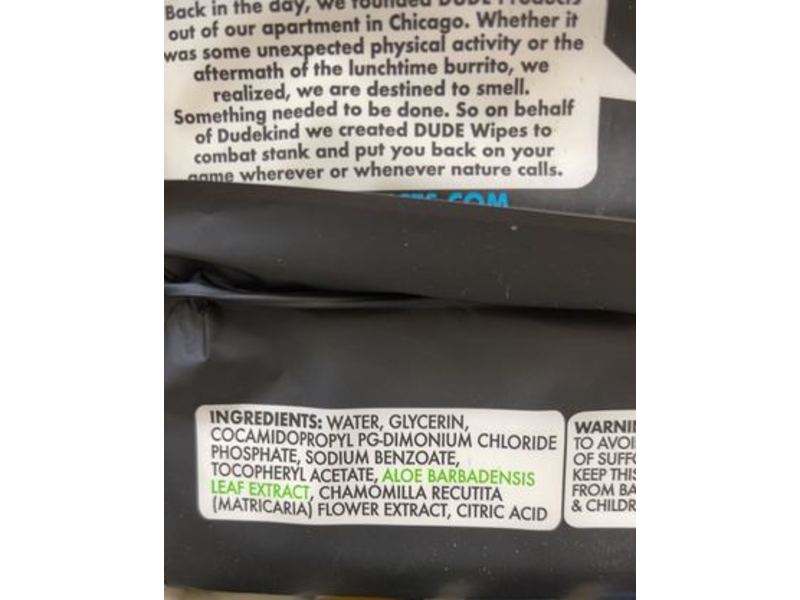 Back in the day, we founded DUDE Products
out of our apartment in Chicago. Whether it
was some unexpected physical activity or the
aftermath of the lunchtime burrito, we
realized, we are destined to smell.
Something needed to be done. So on behalf
of Dudekind we created DUDE Wipes to
combat stank and put you back on your
game wherever or whenever nature calls.
.COM
INGREDIENTS: WATER, GLYCERIN,
COCAMIDOPROPYL PG-DIMONIUM CHLORIDE
PHOSPHATE, SODIUM BENZOATE,
TOCOPHERYL ACETATE, ALOE BARBADENSIS
LEAF EXTRACT, CHAMOMILLA RECUTITA
(MATRICARIA) FLOWER EXTRACT, CITRIC ACID
WARNI
TO AVOI
OF SUFFO
KEEP THIS
FROM BA
& CHILDR